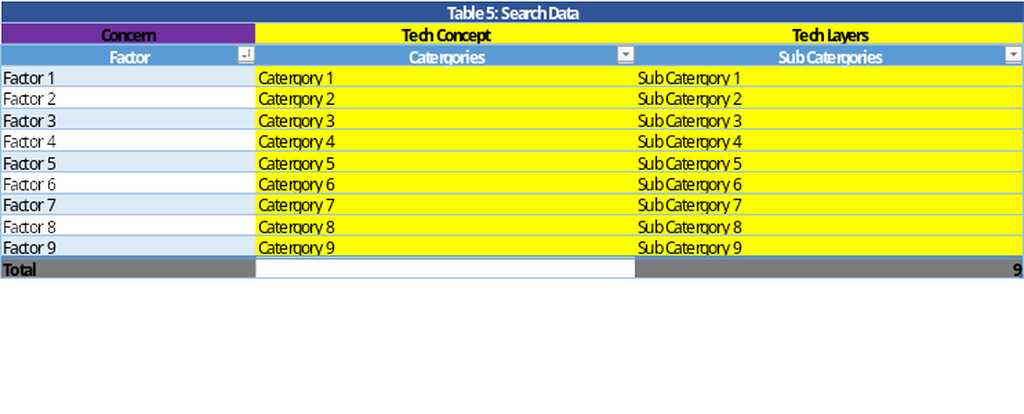 Table 5: Search Data
Concern Tech Concept Tech Layers
Factor Catergories Sub Catergories
Factor 1 Catergory 1 Sub Catergory 1
Factor 2 Catergory 2 Sub Catergory 2
Factor 3 Catergory 3 Sub Catergory 3
Factor 4 Catergory 4 Sub Catergory 4
Factor 5 Catergory 5 Sub Catergory 5
Factor 6 Catergory 6 Sub Catergory 6
Factor 7 Catergory 7 Sub Catergory 7
Factor 8 Catergory 8 Sub Catergory 8
Factor 9 Catergory 9 Sub Catergory 9
Total 9